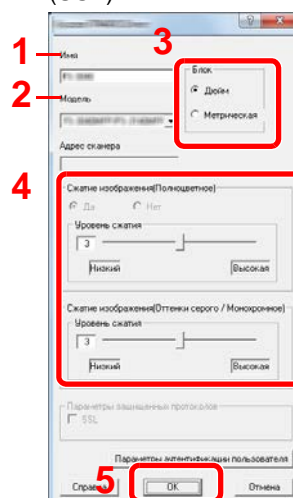 (SSL)
1 Имя
3
Блок
Дюйм
Метрическая
2 Модель
Адрес сканера
4
Сжатие изображения(Полноцветное)
Да Нет
Уровень сжатия
3
Низкий Высокая
Сжатие изображения(Оттенки серого / Монохромное)
Уровень сжатия
3
Низкий Высокая
Параметры защищенных протоколов
SSL
Параметры аутентификации пользователя
5
Справка OK Отмена